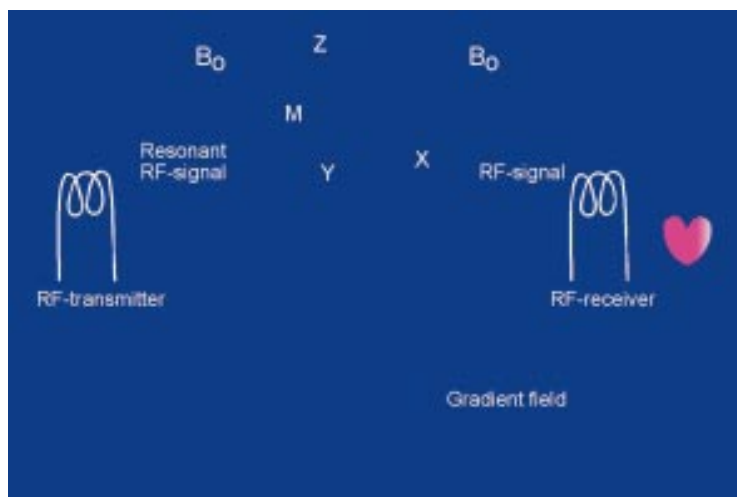 B₀
Z
B₀
M
Resonant
RF-signal
Y
X
RF-signal
RF-transmitter
RF-receiver
Gradient field